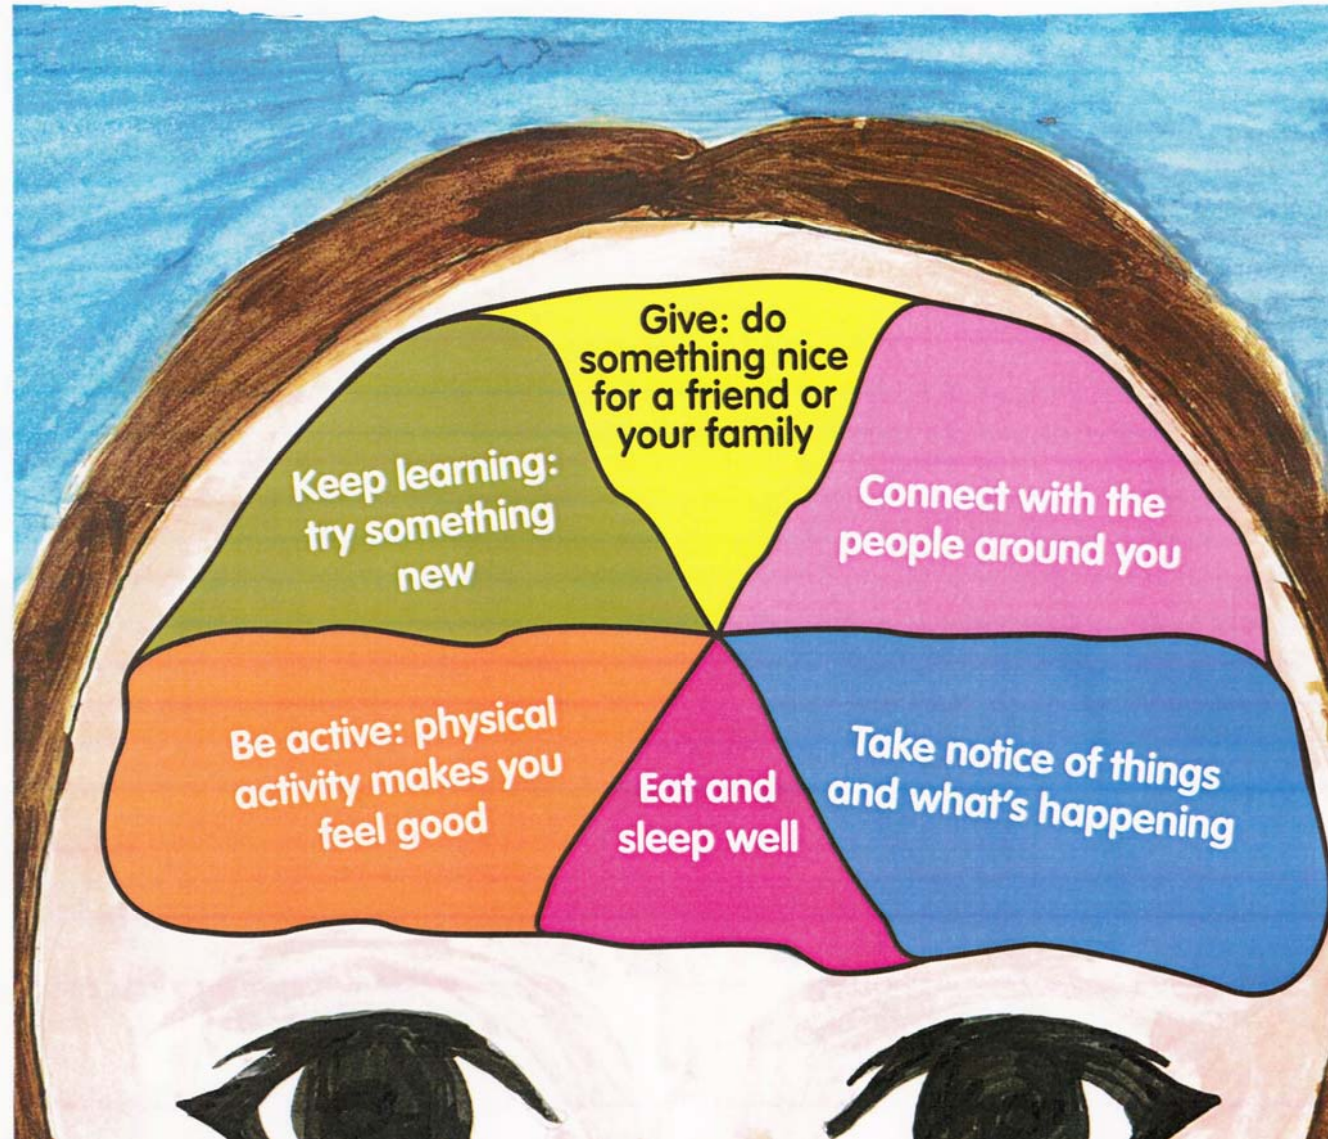 Give: do
something nice
for a friend or
your family
Keep learning:
try something
new
Connect with the
people around you
Be active: physical
activity makes you
feel good
Eat and
sleep well
Take notice of things
and what's happening